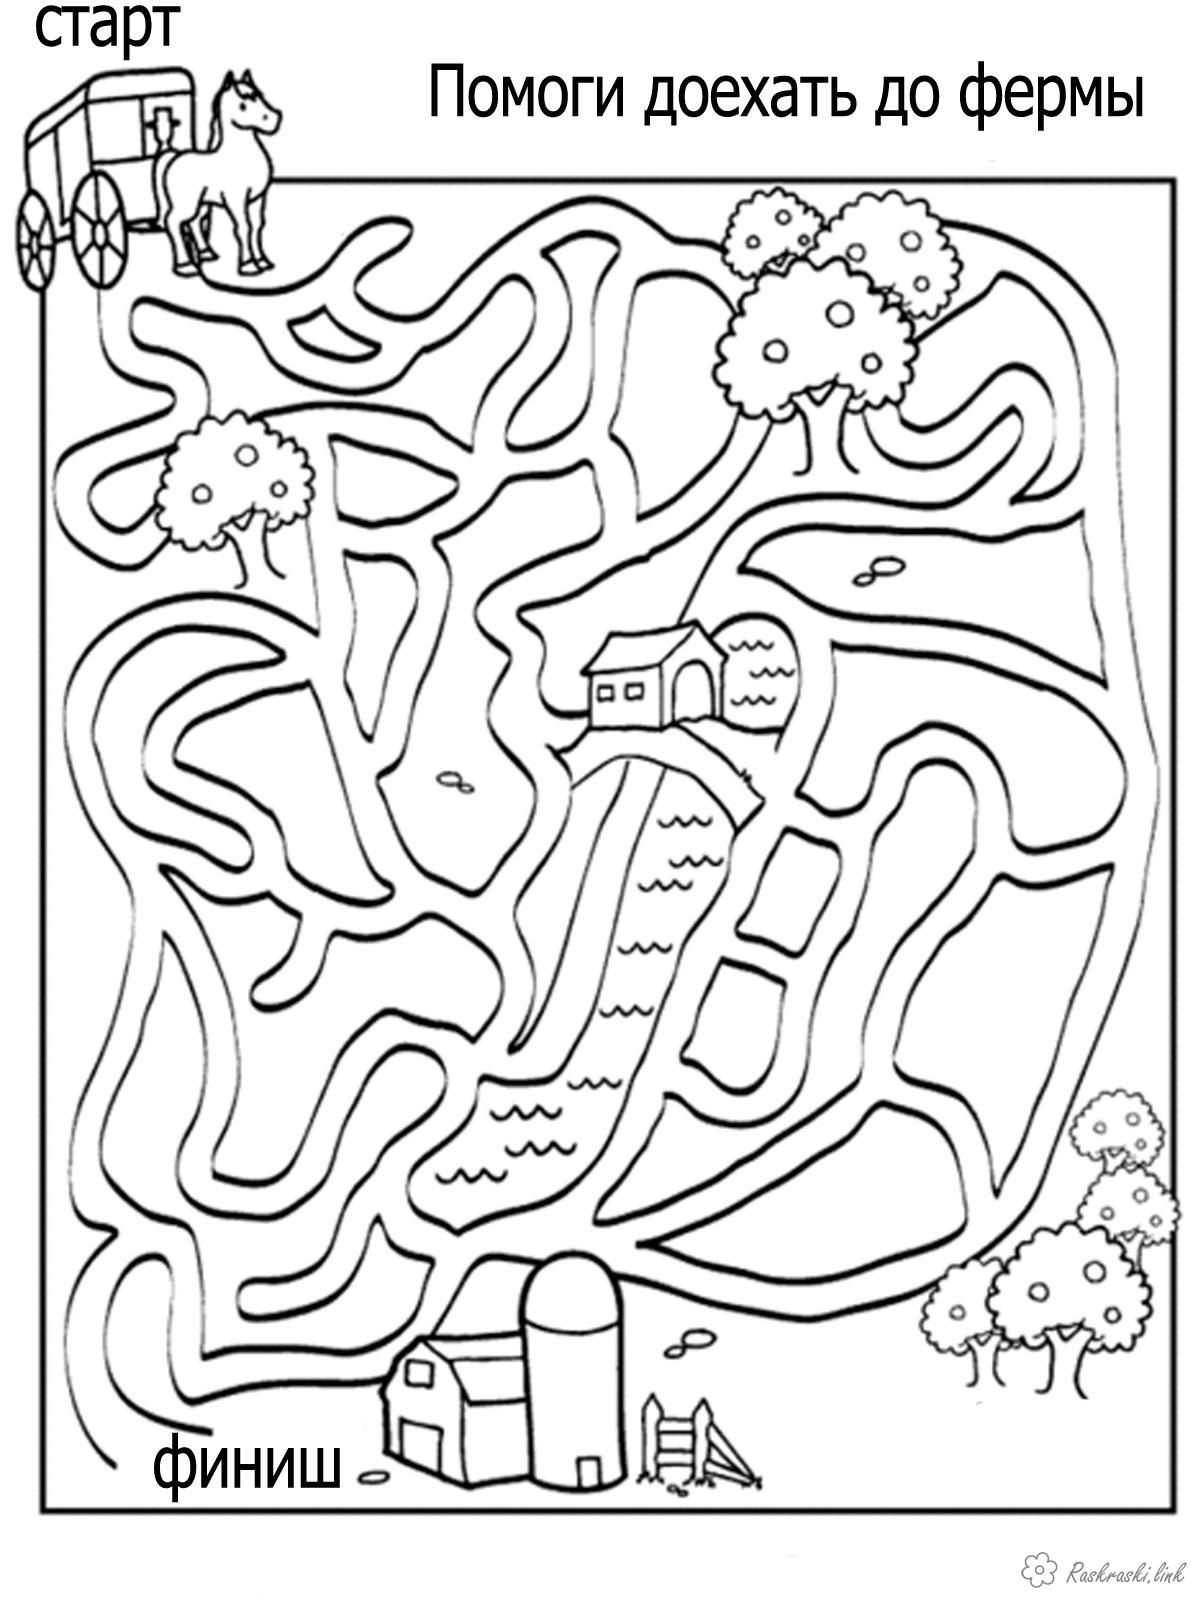 старт
Помоги доехать до фермы
финиш
Raskraski.link